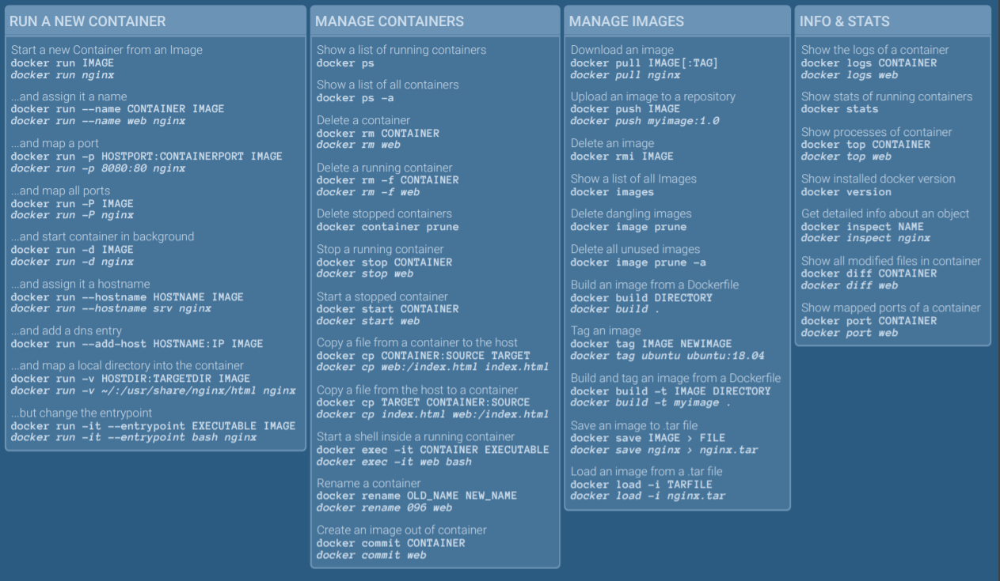 RUN A NEW CONTAINER
Start a new Container from an Image
docker run IMAGE
docker run nginx
...and assign it a name
docker run --name CONTAINER IMAGE
docker run --name web nginx
...and map a port
docker run -p HOSTPORT:CONTAINERPORT IMAGE
docker run -p 8080:80 nginx
...and map all ports
docker run -P IMAGE
docker run -P nginx
...and start container in background
docker run -d IMAGE
docker run -d nginx
...and assign it a hostname
docker run --hostname HOSTNAME IMAGE
docker run --hostname srv nginx
...and add a dns entry
docker run --add-host HOSTNAME:IP IMAGE
...and map a local directory into the container
docker run -v HOSTDIR:TARGETDIR IMAGE
docker run -v ~/:/usr/share/nginx/html nginx
...but change the entrypoint
docker run -it --entrypoint EXECUTABLE IMAGE
docker run -it --entrypoint bash nginx
MANAGE CONTAINERS
Show a list of running containers
docker ps
Show a list of all containers
docker ps -a
Delete a container
docker rm CONTAINER
docker rm web
Delete a running container
docker rm -f CONTAINER
docker rm -f web
Delete stopped containers
docker container prune
Stop a running container
docker stop CONTAINER
docker stop web
Start a stopped container
docker start CONTAINER
docker start web
Copy a file from a container to the host
docker cp CONTAINER:SOURCE TARGET
docker cp web:/index.html index.html
Copy a file from the host to a container
docker cp TARGET CONTAINER:SOURCE
docker cp index.html web:/index.html
Start a shell inside a running container
docker exec -it CONTAINER EXECUTABLE
docker exec -it web bash
Rename a container
docker rename OLD_NAME NEW_NAME
docker rename 096 web
Create an image out of container
docker commit CONTAINER
docker commit web
MANAGE IMAGES
Download an image
docker pull IMAGE[:TAG]
docker pull nginx
Upload an image to a repository
docker push IMAGE
docker push myimage:1.0
Delete an image
docker rmi IMAGE
Show a list of all Images
docker images
Delete dangling images
docker image prune
Delete all unused images
docker image prune -a
Build an image from a Dockerfile
docker build DIRECTORY
docker build .
Tag an image
docker tag IMAGE NEWIMAGE
docker tag ubuntu ubuntu:18.04
Build and tag an image from a Dockerfile
docker build -t IMAGE DIRECTORY
docker build -t myimage .
Save an image to .tar file
docker save IMAGE > FILE
docker save nginx > nginx.tar
Load an image from a .tar file
docker load -i TARFILE
docker load -i nginx.tar
INFO & STATS
Show the logs of a container
docker logs CONTAINER
docker logs web
Show stats of running containers
docker stats
Show processes of container
docker top CONTAINER
docker top web
Show installed docker version
docker version
Get detailed info about an object
docker inspect NAME
docker inspect nginx
Show all modified files in container
docker diff CONTAINER
docker diff web
Show mapped ports of a container
docker port CONTAINER
docker port web